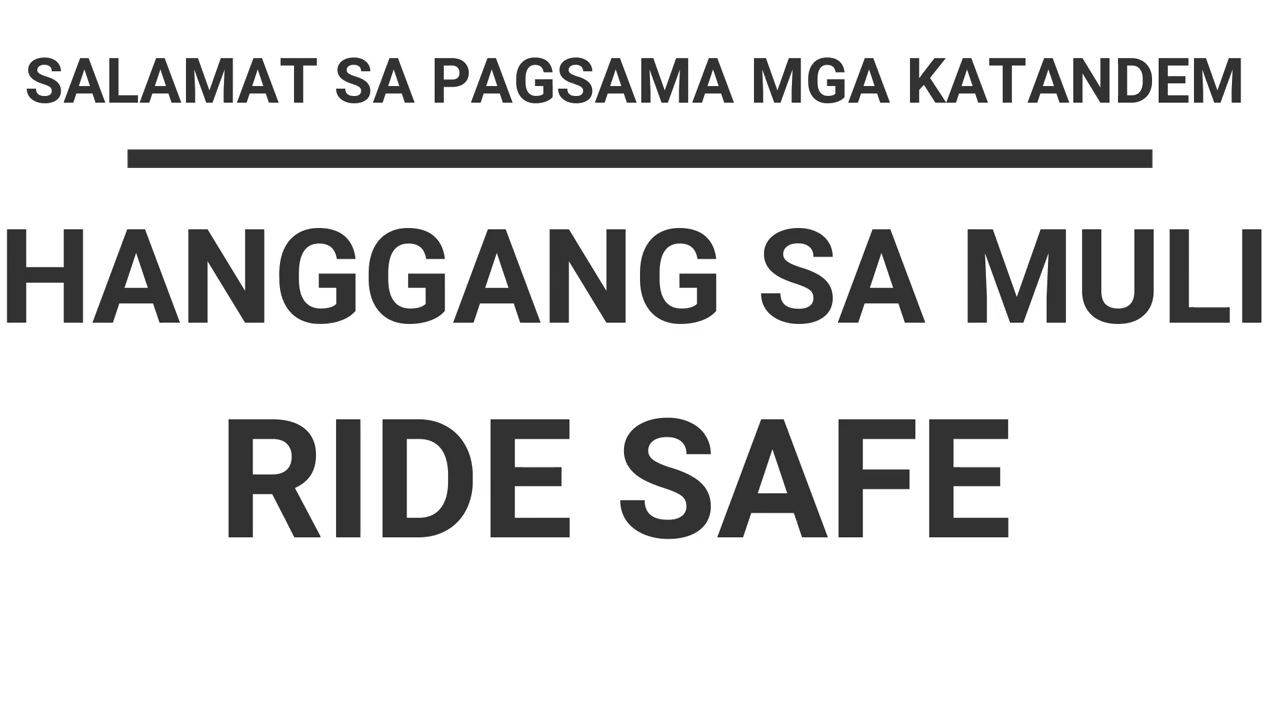 SALAMAT SA PAGSAMA MGA KATANDEM
HANGGANG SA MULI
RIDE SAFE